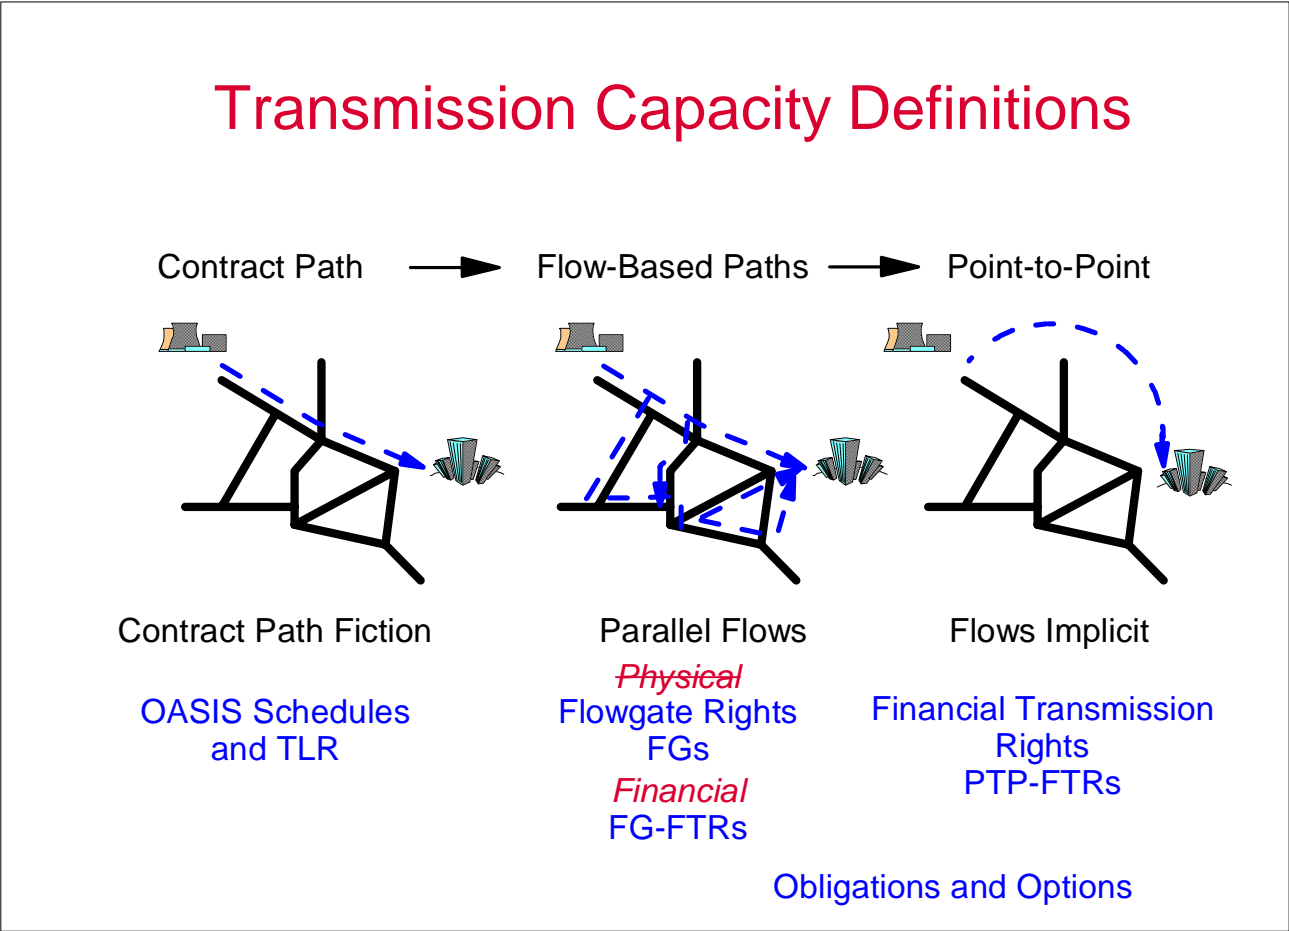 Transmission Capacity Definitions
Contract Path
Flow-Based Paths
Point-to-Point
Contract Path Fiction
Parallel Flows
Flows Implicit
OASIS Schedules
and TLR
Physical
Flowgate Rights
FGs
Financial
FG-FTRs
Financial Transmission
Rights
PTP-FTRs
Obligations and Options